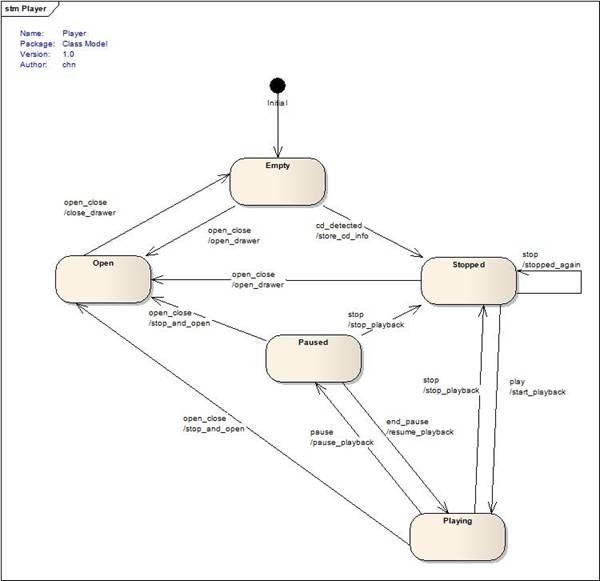 stm Player
Name: Player
Package: Class Model
Version: 1.0
Author: chn
Initial
Empty
open_close
/close_drawer
open_close
/open_drawer
cd_detected
/store_cd_info
Open
Stopped
stop
/stopped_again
open_close
/open_drawer
open_close
/stop_and_open
stop
/stop_playback
Paused
stop
/stop_playback
play
/start_playback
open_close
/stop_and_open
pause
/pause_playback
end_pause
/resume_playback
Playing